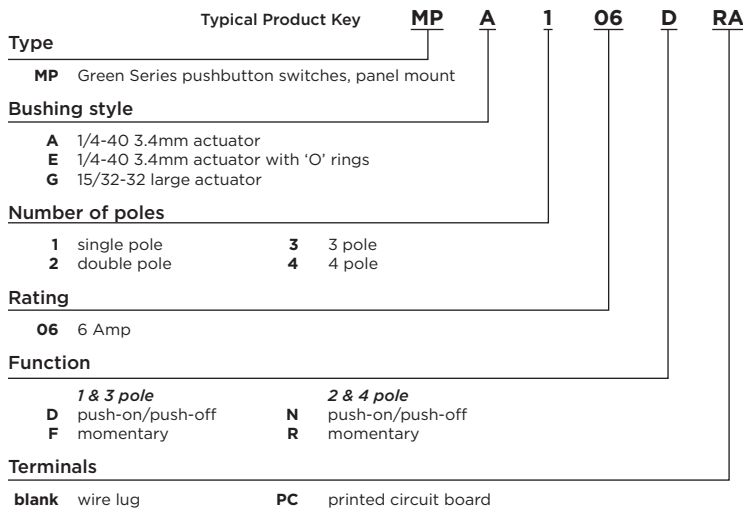 Typical Product Key MP A 1 06 D RA
Type
MP Green Series pushbutton switches, panel mount
Bushing style
A 1/4-40 3.4mm actuator
E 1/4-40 3.4mm actuator with ‘O’ rings
G 15/32-32 large actuator
Number of poles
1 single pole 3 3 pole
2 double pole 4 4 pole
Rating
06 6 Amp
Function
1 & 3 pole 2 & 4 pole
D push-on/push-off N push-on/push-off
F momentary R momentary
Terminals
blank wire lug PC printed circuit board